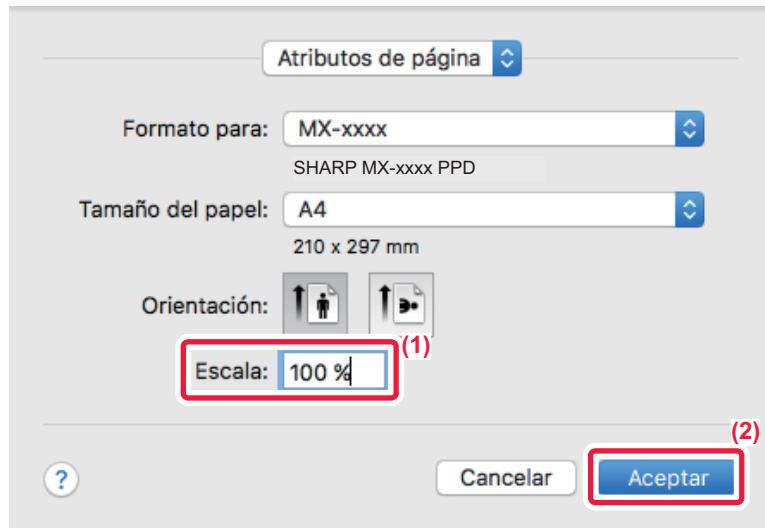 Atributos de página
Formato para: MX-xxxx
SHARP MX-xxxx PPD
Tamaño del papel: A4
210 x 297 mm
Orientación:
(1)
Escala: 100 %
(2)
? Cancelar Aceptar